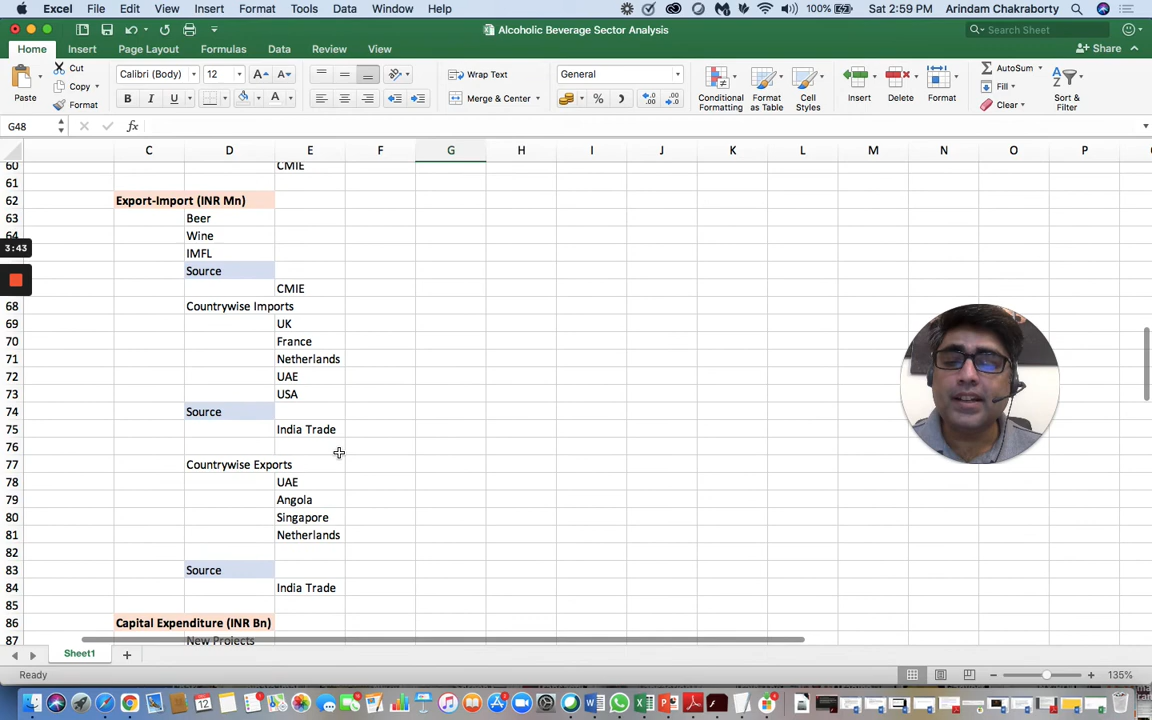 Excel File Edit View Insert Format Tools Data Window Help 100% Sat 2:59 PM Arindam Chakraborty
Alcoholic Beverage Sector Analysis
Search Sheet
Home Insert Page Layout Formulas Data Review View
Share
Paste
Cut
Copy
Format
Calibri (Body) 12 A A
B I U A
Wrap Text
Merge & Center
General
%
Conditional Formatting
Format as Table
Cell Styles
Insert
Delete
Format
AutoSum
Fill
Clear
Sort & Filter
G48
fx
C D E F G H I J K L M N O P
60 CMIE
61
62 Export-Import (INR Mn)
63 Beer
64 Wine
3:43
IMFL
Source
CMIE
68 Countrywise Imports
69 UK
70 France
71 Netherlands
72 UAE
73 USA
74 Source
75 India Trade
76
77 Countrywise Exports
78 UAE
79 Angola
80 Singapore
81 Netherlands
82
83 Source
84 India Trade
85
86 Capital Expenditure (INR Bn)
87 New Projects
Sheet1
Ready
135%